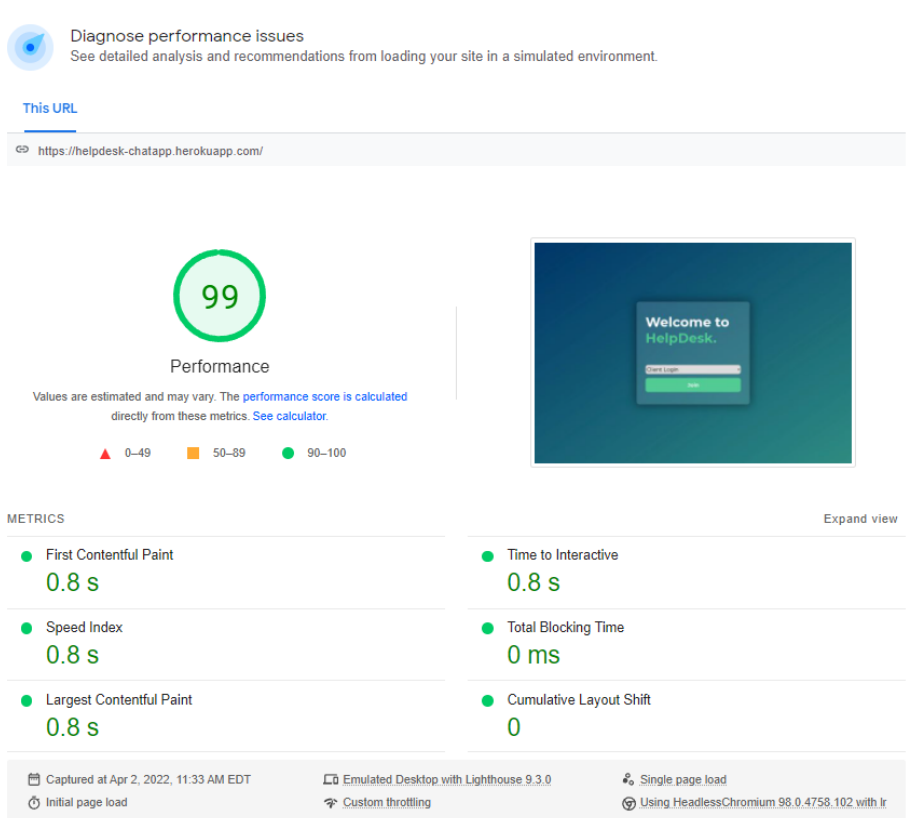 Diagnose performance issues
See detailed analysis and recommendations from loading your site in a simulated environment.
This URL
https://helpdesk-chatapp.herokuapp.com/
99
Performance
Values are estimated and may vary. The performance score is calculated
directly from these metrics. See calculator.
0–49
50–89
90–100
Welcome to
HelpDesk.
Client Login
Join
METRICS
Expand view
First Contentful Paint
0.8 s
Time to Interactive
0.8 s
Speed Index
0.8 s
Total Blocking Time
0 ms
Largest Contentful Paint
0.8 s
Cumulative Layout Shift
0
Captured at Apr 2, 2022, 11:33 AM EDT
Emulated Desktop with Lighthouse 9.3.0
Single page load
Initial page load
Custom throttling
Using HeadlessChromium 98.0.4758.102 with lr